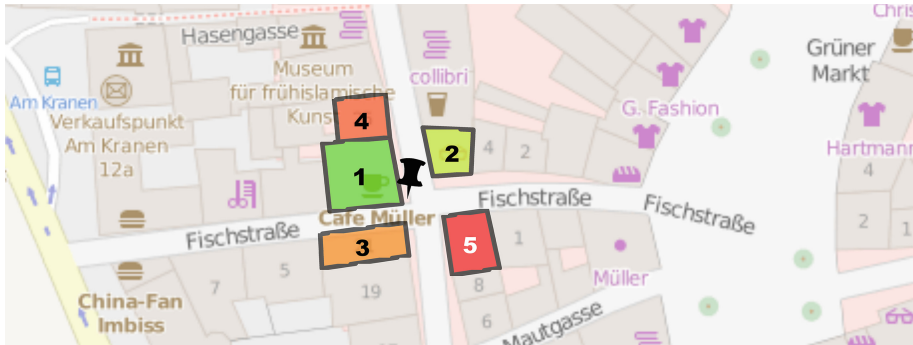 Hasengasse
Museum
für frühislamische
Kuns
Am Kranen
Verkaufspunkt
Am Kranen
12a
collibri
G. Fashion
Grüner
Markt
Chris
Hartmann
4
2
1
4
2
4
1
2
3
5
Cafe Müller
Fischstraße
Fischstraße
Fischstraße
China-Fan
Imbiss
7
5
19
1
8
6
Müller
Mautgasse